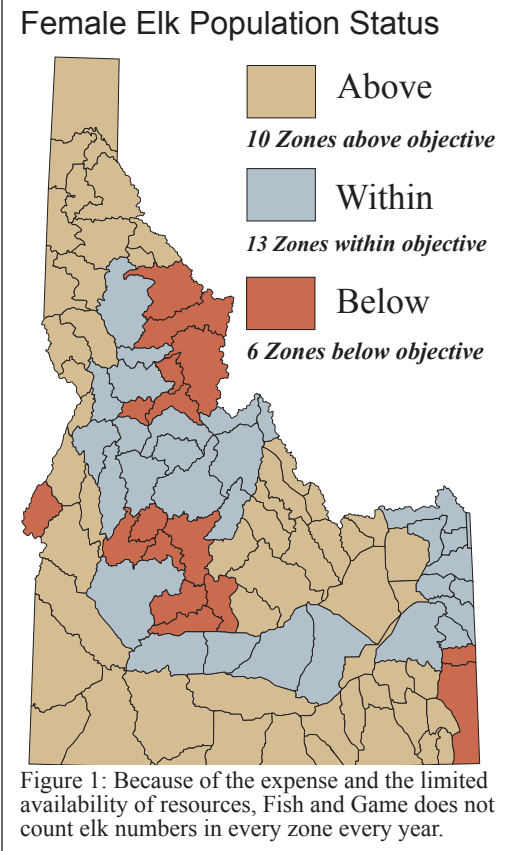 Female Elk Population Status
Above
10 Zones above objective
Within
13 Zones within objective
Below
6 Zones below objective
Figure 1: Because of the expense and the limited
availability of resources, Fish and Game does not
count elk numbers in every zone every year.